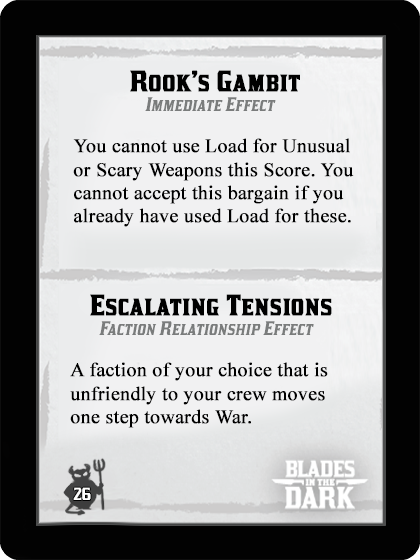 Rook's Gambit
Immediate Effect
You cannot use Load for Unusual
or Scary Weapons this Score. You
cannot accept this bargain if you
already have used Load for these.
Escalating Tensions
Faction Relationship Effect
A faction of your choice that is
unfriendly to your crew moves
one step towards War.
26
BLADES
IN THE
DARK